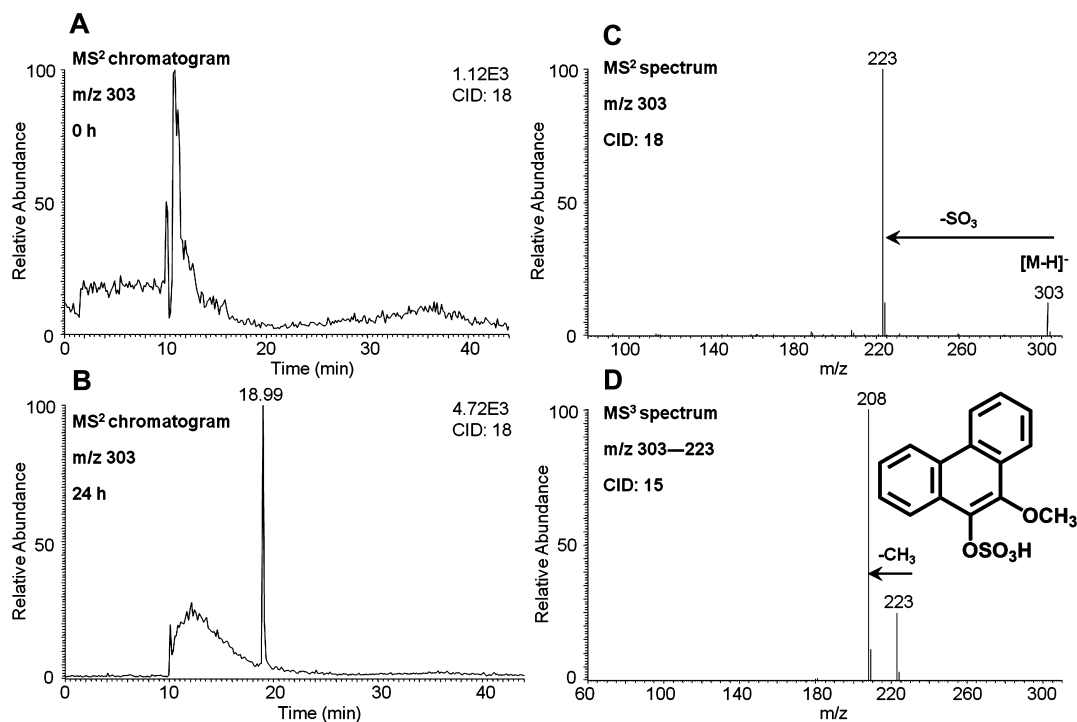 A
MS² chromatogram
m/z 303
0 h
1.12E3
CID: 18
100
50
0
Relative Abundance
0 10 20 30 40
Time (min)
B
MS² chromatogram
m/z 303
24 h
18.99
4.72E3
CID: 18
100
50
0
Relative Abundance
0 10 20 30 40
Time (min)
C
MS² spectrum
m/z 303
CID: 18
223
-SO₃
[M-H]⁻
303
100
50
0
Relative Abundance
100 140 180 220 260 300
m/z
D
MS³ spectrum
m/z 303—223
CID: 15
208
OCH₃
OSO₃H
-CH₃
223
100
50
0
Relative Abundance
60 100 140 180 220 260 300
m/z